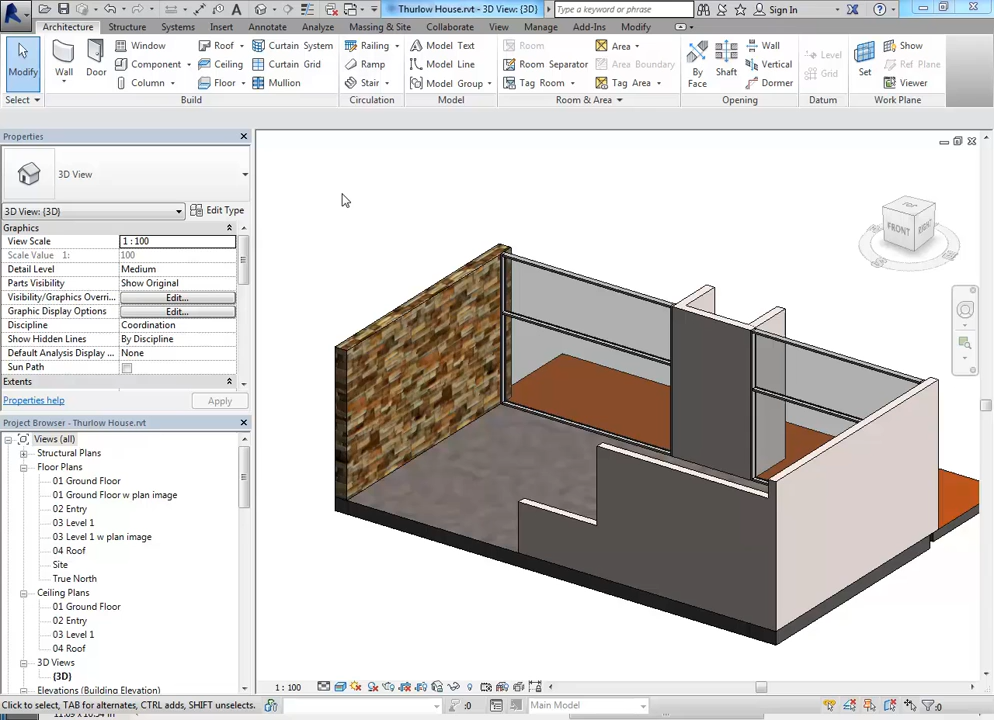 Thurlow House.rvt - 3D View: {3D}
Type a keyword or phrase
Sign In
Architecture Structure Systems Insert Annotate Analyze Massing & Site Collaborate View Manage Add-Ins Modify
Modify
Wall
Door
Window
Component
Column
Roof
Ceiling
Floor
Curtain System
Curtain Grid
Mullion
Railing
Ramp
Stair
Model Text
Model Line
Model Group
Room
Room Separator
Tag Room
Area
Area Boundary
Tag Area
By Face
Shaft
Wall
Vertical
Dormer
Level
Grid
Set
Show
Ref Plane
Viewer
Select Build Circulation Model Room & Area Opening Datum Work Plane
Properties
3D View
3D View: {3D} Edit Type
Graphics
View Scale 1 : 100
Scale Value 1: 100
Detail Level Medium
Parts Visibility Show Original
Visibility/Graphics Overri... Edit...
Graphic Display Options Edit...
Discipline Coordination
Show Hidden Lines By Discipline
Default Analysis Display ... None
Sun Path
Extents
Properties help Apply
Project Browser - Thurlow House.rvt
Views (all)
Structural Plans
Floor Plans
01 Ground Floor
01 Ground Floor w plan image
02 Entry
03 Level 1
03 Level 1 w plan image
04 Roof
Site
True North
Ceiling Plans
01 Ground Floor
02 Entry
03 Level 1
04 Roof
3D Views
{3D}
Elevations (Building Elevation)
TOP
FRONT
RIGHT
1 : 100
Click to select, TAB for alternates, CTRL adds, SHIFT unselects.
:0
Main Model
:0